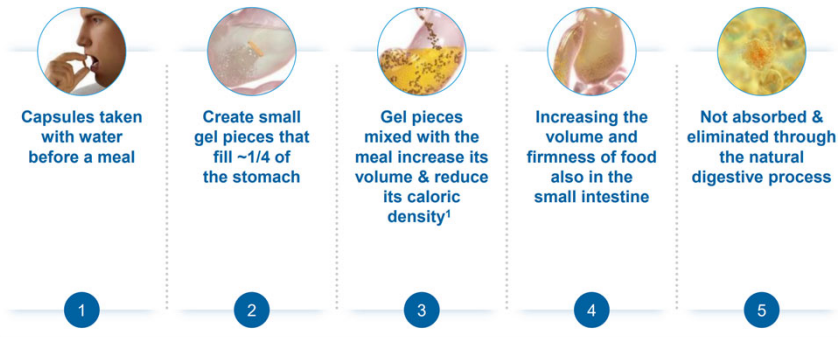 Capsules taken
with water
before a meal
Create small
gel pieces that
fill ~1/4 of
the stomach
Gel pieces
mixed with the
meal increase its
volume & reduce
its caloric
density¹
Increasing the
volume and
firmness of food
also in the
small intestine
Not absorbed &
eliminated through
the natural
digestive process
1
2
3
4
5